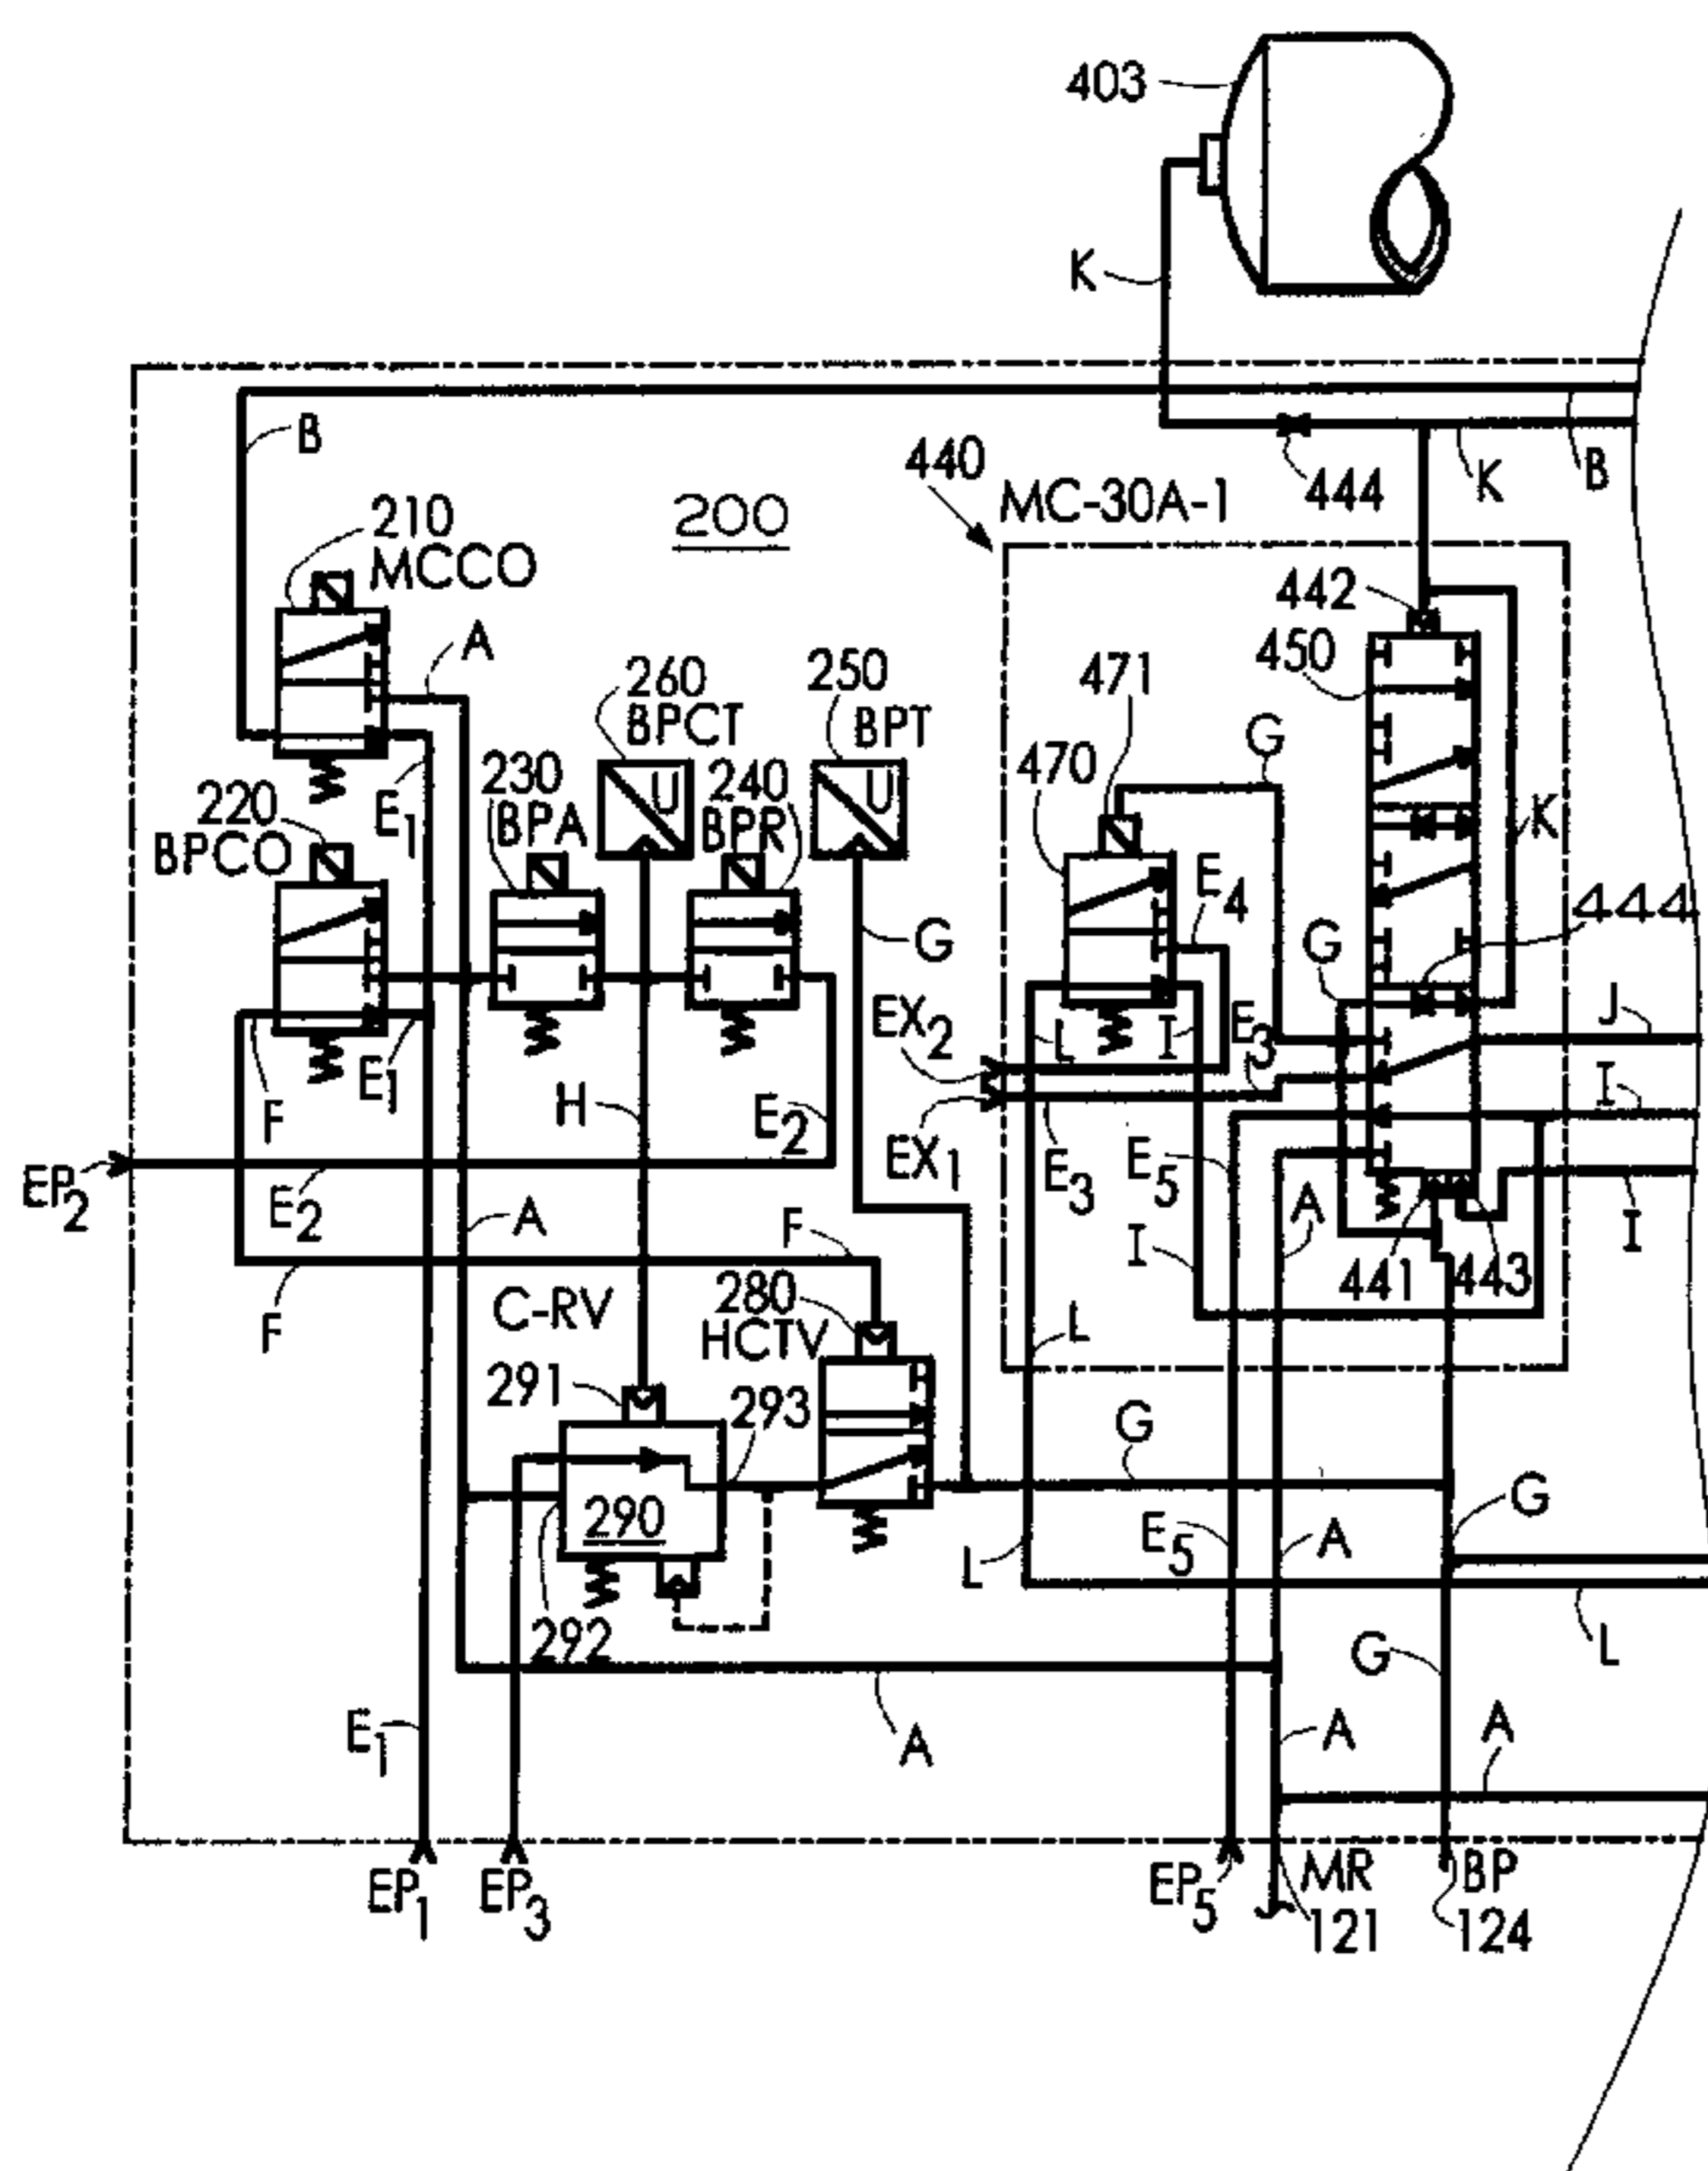 403
K
B
440
MC-30A-1
444
K
B
200
210
MCCO
A
442
450
260
BPCT
250
BPT
471
G
470
E1
220
BPCO
230
BPA
240
BPR
K
E4
444
G
G
EX2
L
I
E3
J
I
F
E1
H
E2
EX1
E3
E5
A
I
EP2
E2
A
F
I
441
443
F
C-RV
280
HCTV
L
291
293
G
G
290
E5
A
L
292
G
L
E1
A
A
A
EP1
EP3
EP5
MR
121
BP
124
U
U